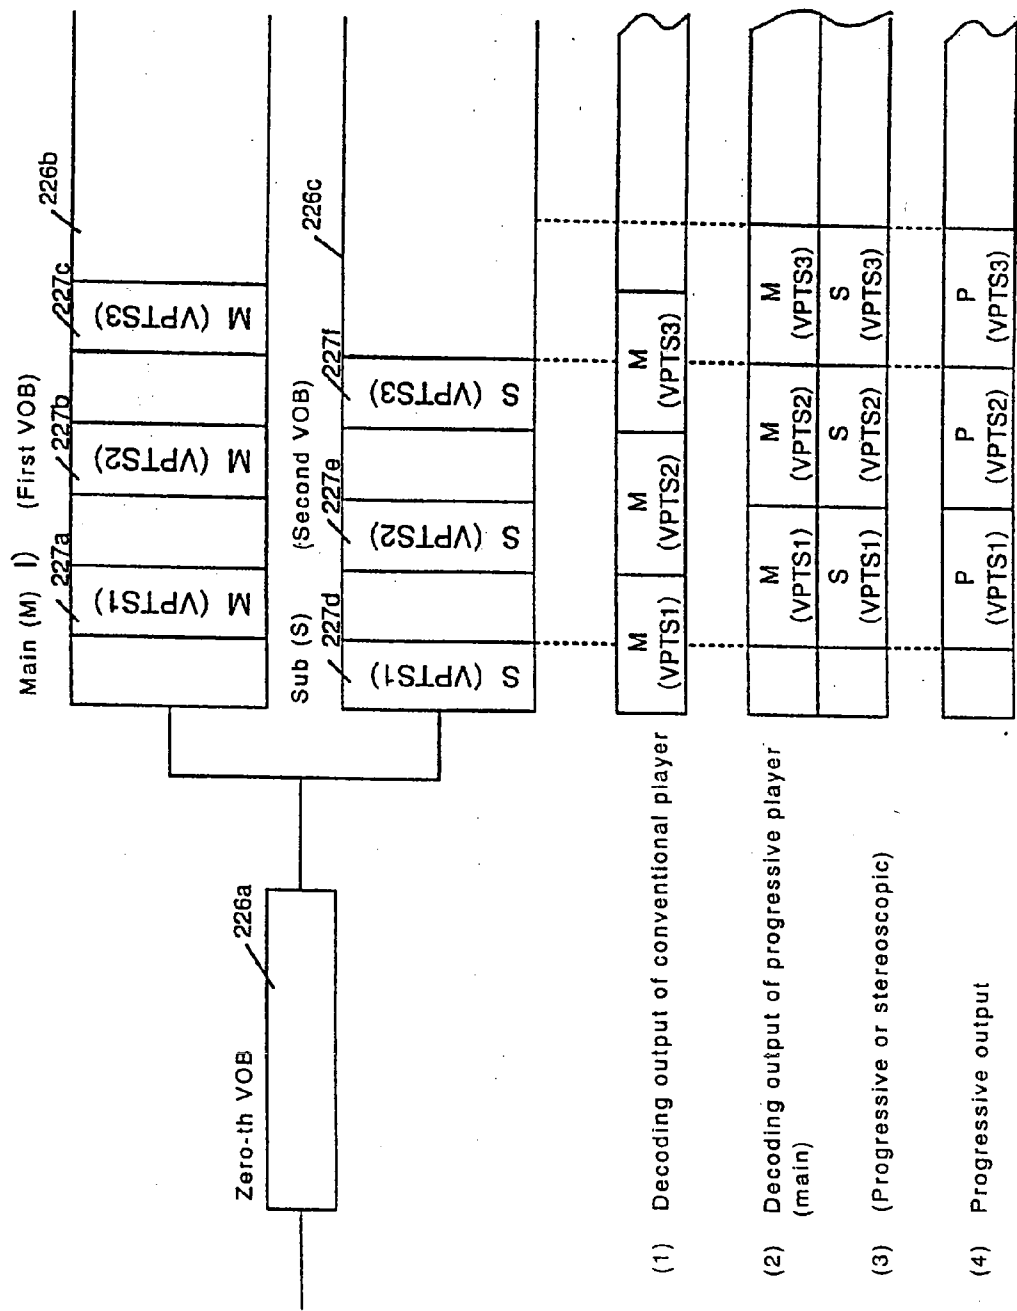 Main (M) I) (First VOB)
227a 227b 227c 226b
M (VPTS1) M (VPTS2) M (VPTS3)
Zero-th VOB 226a
Sub (S) (Second VOB)
227d 227e 227f 226c
S (VPTS1) S (VPTS2) S (VPTS3)
(1) Decoding output of conventional player
M M M
(VPTS1) (VPTS2) (VPTS3)
(2) Decoding output of progressive player
(main)
M M M
(VPTS1) (VPTS2) (VPTS3)
(3) (Progressive or stereoscopic)
S S S
(VPTS1) (VPTS2) (VPTS3)
(4) Progressive output
P P P
(VPTS1) (VPTS2) (VPTS3)